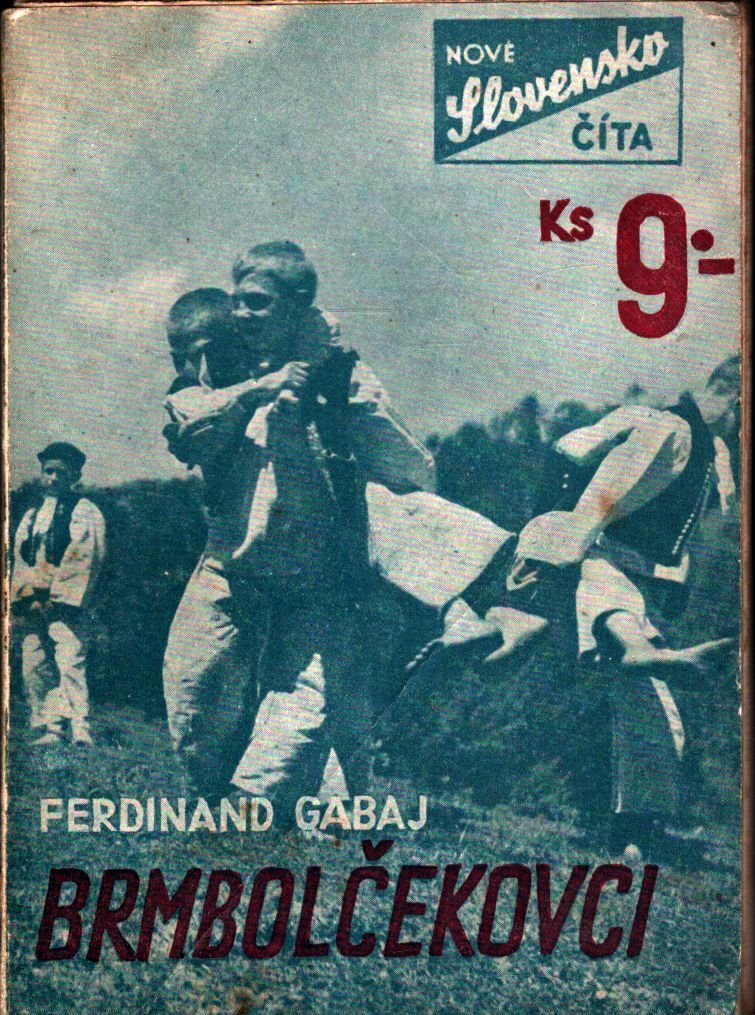 NOVÉ
Slovensko
ČÍTA
Ks 9·-
FERDINAND GABAJ
BRMBOLČEKOVCI